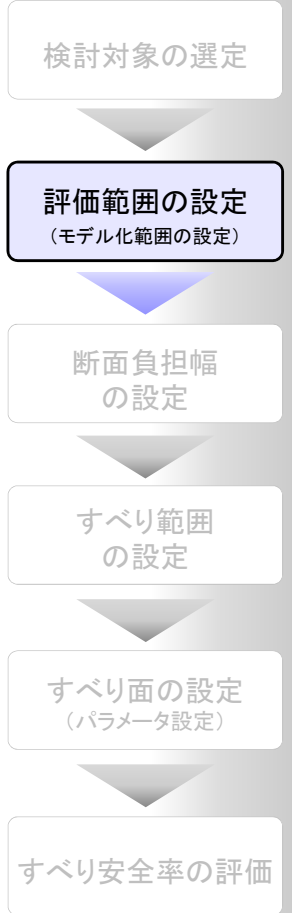 検討対象の選定
評価範囲の設定
（モデル化範囲の設定）
断面負担幅
の設定
すべり範囲
の設定
すべり面の設定
（パラメータ設定）
すべり安全率の評価